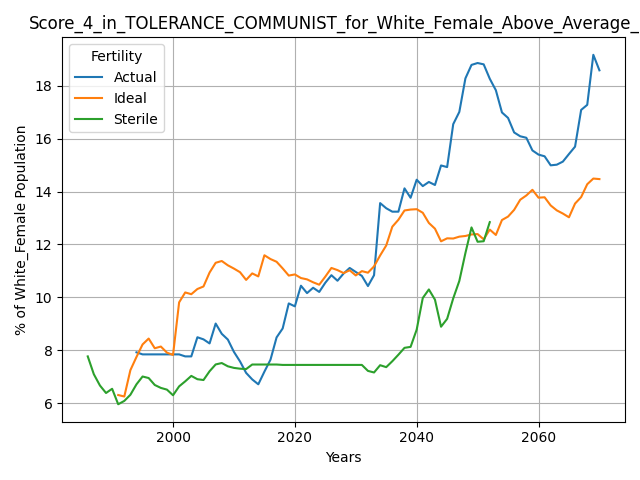 Score_4_in_TOLERANCE_COMMUNIST_for_White_Female_Above_Average_
Fertility
Actual
Ideal
Sterile
% of White_Female Population
18
16
14
12
10
8
6
2000 2020 2040 2060
Years